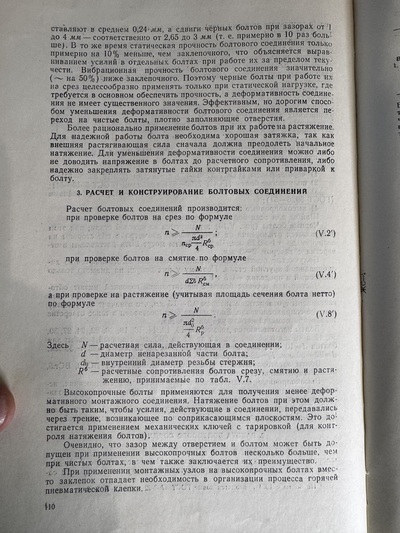 ставляют в среднем 0,24 мм, а сдвиги черных болтов при зазорах от 1
до 4 мм — соответственно от 2,65 до 3 мм (т. е. примерно в 10 раз боль-
ше). В то же время статическая прочность болтового соединения только
примерно на 10% меньше, чем заклепочного, что объясняется вырав-
ниванием усилий в отдельных болтах при работе их за пределом теку-
чести. Вибрационная прочность болтового соединения значительно
(~ на 50%) ниже заклепочного. Поэтому черные болты при работе их
на срез целесообразно применять только при статической нагрузке, где
требуется в основном обеспечить прочность, а деформативность соедине-
ния не имеет существенного значения. Эффективным, но дорогим спосо-
бом уменьшения деформативности болтового соединения является пе-
реход на чистые болты, плотно заполняющие отверстия.
Более рационально применение болтов при их работе на растяжение.
Для надежной работы болта необходима хорошая затяжка, так как
внешняя растягивающая сила сначала должна преодолеть начальное
натяжение. Для уменьшения деформативности соединения можно либо
не доводить напряжение в болтах до расчетного сопротивления, либо
надежно закреплять затянутые гайки контргайками или приваркой к
болту.
3. РАСЧЕТ И КОНСТРУИРОВАНИЕ БОЛТОВЫХ СОЕДИНЕНИЙ
Расчет болтовых соединений производится:
при проверке болтов на срез по формуле
n ⩾ N / (n_ср πd²/4 R^б_ср) ; (V.2′)
при проверке болтов на смятие по формуле
n ⩾ N / (dΣδ R^б_см) , (V.4′)
а при проверке на растяжение (учитывая площадь сечения болта нетто)
по формуле
n ⩾ N / (πd₀²/4 R^б_р) . (V.8′)
Здесь N — расчетная сила, действующая в соединении;
d — диаметр ненарезанной части болта;
d₀ — внутренний диаметр резьбы стержня;
R^б — расчетные сопротивления болтов срезу, смятию и растя-
жению, принимаемые по табл. V.7.
Высокопрочные болты применяются для получения менее дефор-
мативного монтажного соединения. Натяжение болтов при этом долж-
но быть таким, чтобы усилия, действующие в соединении, передавались
через трение, возникающее по соприкасающимся плоскостям. Это до-
стигается применением механических ключей с тарировкой (для конт-
роля натяжения болтов).
Очевидно, что зазор между отверстием и болтом может быть до-
пущен при применении высокопрочных болтов несколько больше, чем
при чистых болтах, в чем также заключается их преимущество.
При применении монтажных узлов на высокопрочных болтах вмес-
то заклепок отпадает необходимость в организации процесса горячей
пневматической клепки.
110